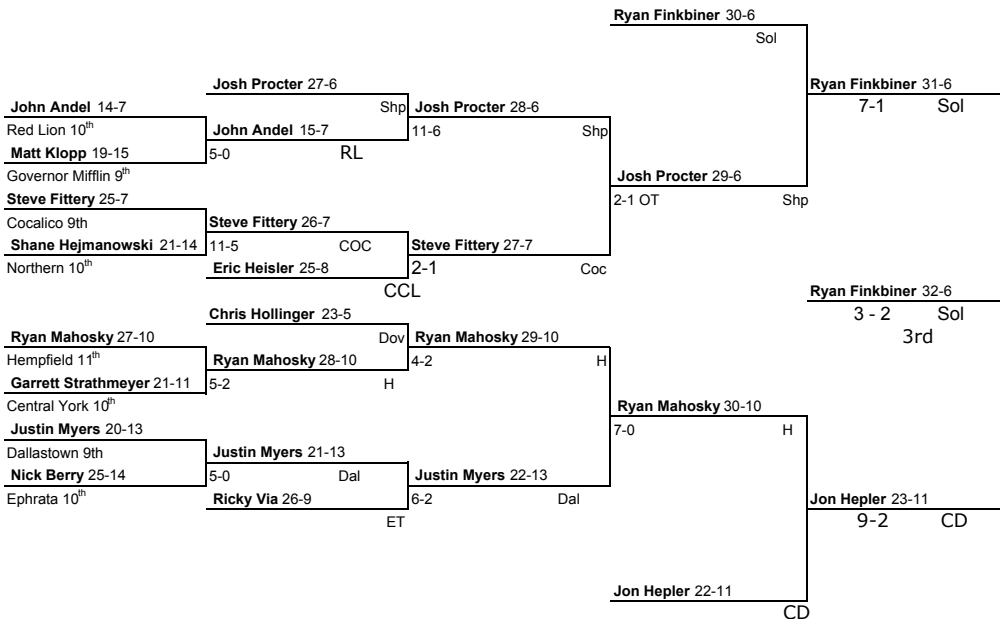 Ryan Finkbiner 30-6
Sol
Josh Procter 27-6
Ryan Finkbiner 31-6
John Andel 14-7
Shp
Josh Procter 28-6
7-1 Sol
Red Lion 10th
John Andel 15-7
11-6 Shp
Matt Klopp 19-15
5-0 RL
Governor Mifflin 9th
Josh Procter 29-6
Steve Fittery 25-7
2-1 OT Shp
Cocalico 9th
Steve Fittery 26-7
Shane Hejmanowski 21-14
11-5 COC
Steve Fittery 27-7
Northern 10th
Eric Heisler 25-8
2-1 Coc
CCL
Ryan Finkbiner 32-6
Chris Hollinger 23-5
3 - 2 Sol
Ryan Mahosky 27-10
Dov
Ryan Mahosky 29-10
3rd
Hempfield 11th
Ryan Mahosky 28-10
4-2 H
Garrett Strathmeyer 21-11
5-2 H
Central York 10th
Ryan Mahosky 30-10
Justin Myers 20-13
7-0 H
Dallastown 9th
Justin Myers 21-13
Nick Berry 25-14
5-0 Dal
Justin Myers 22-13
Ephrata 10th
Ricky Via 26-9
6-2 Dal
Jon Hepler 23-11
ET
9-2 CD
Jon Hepler 22-11
CD